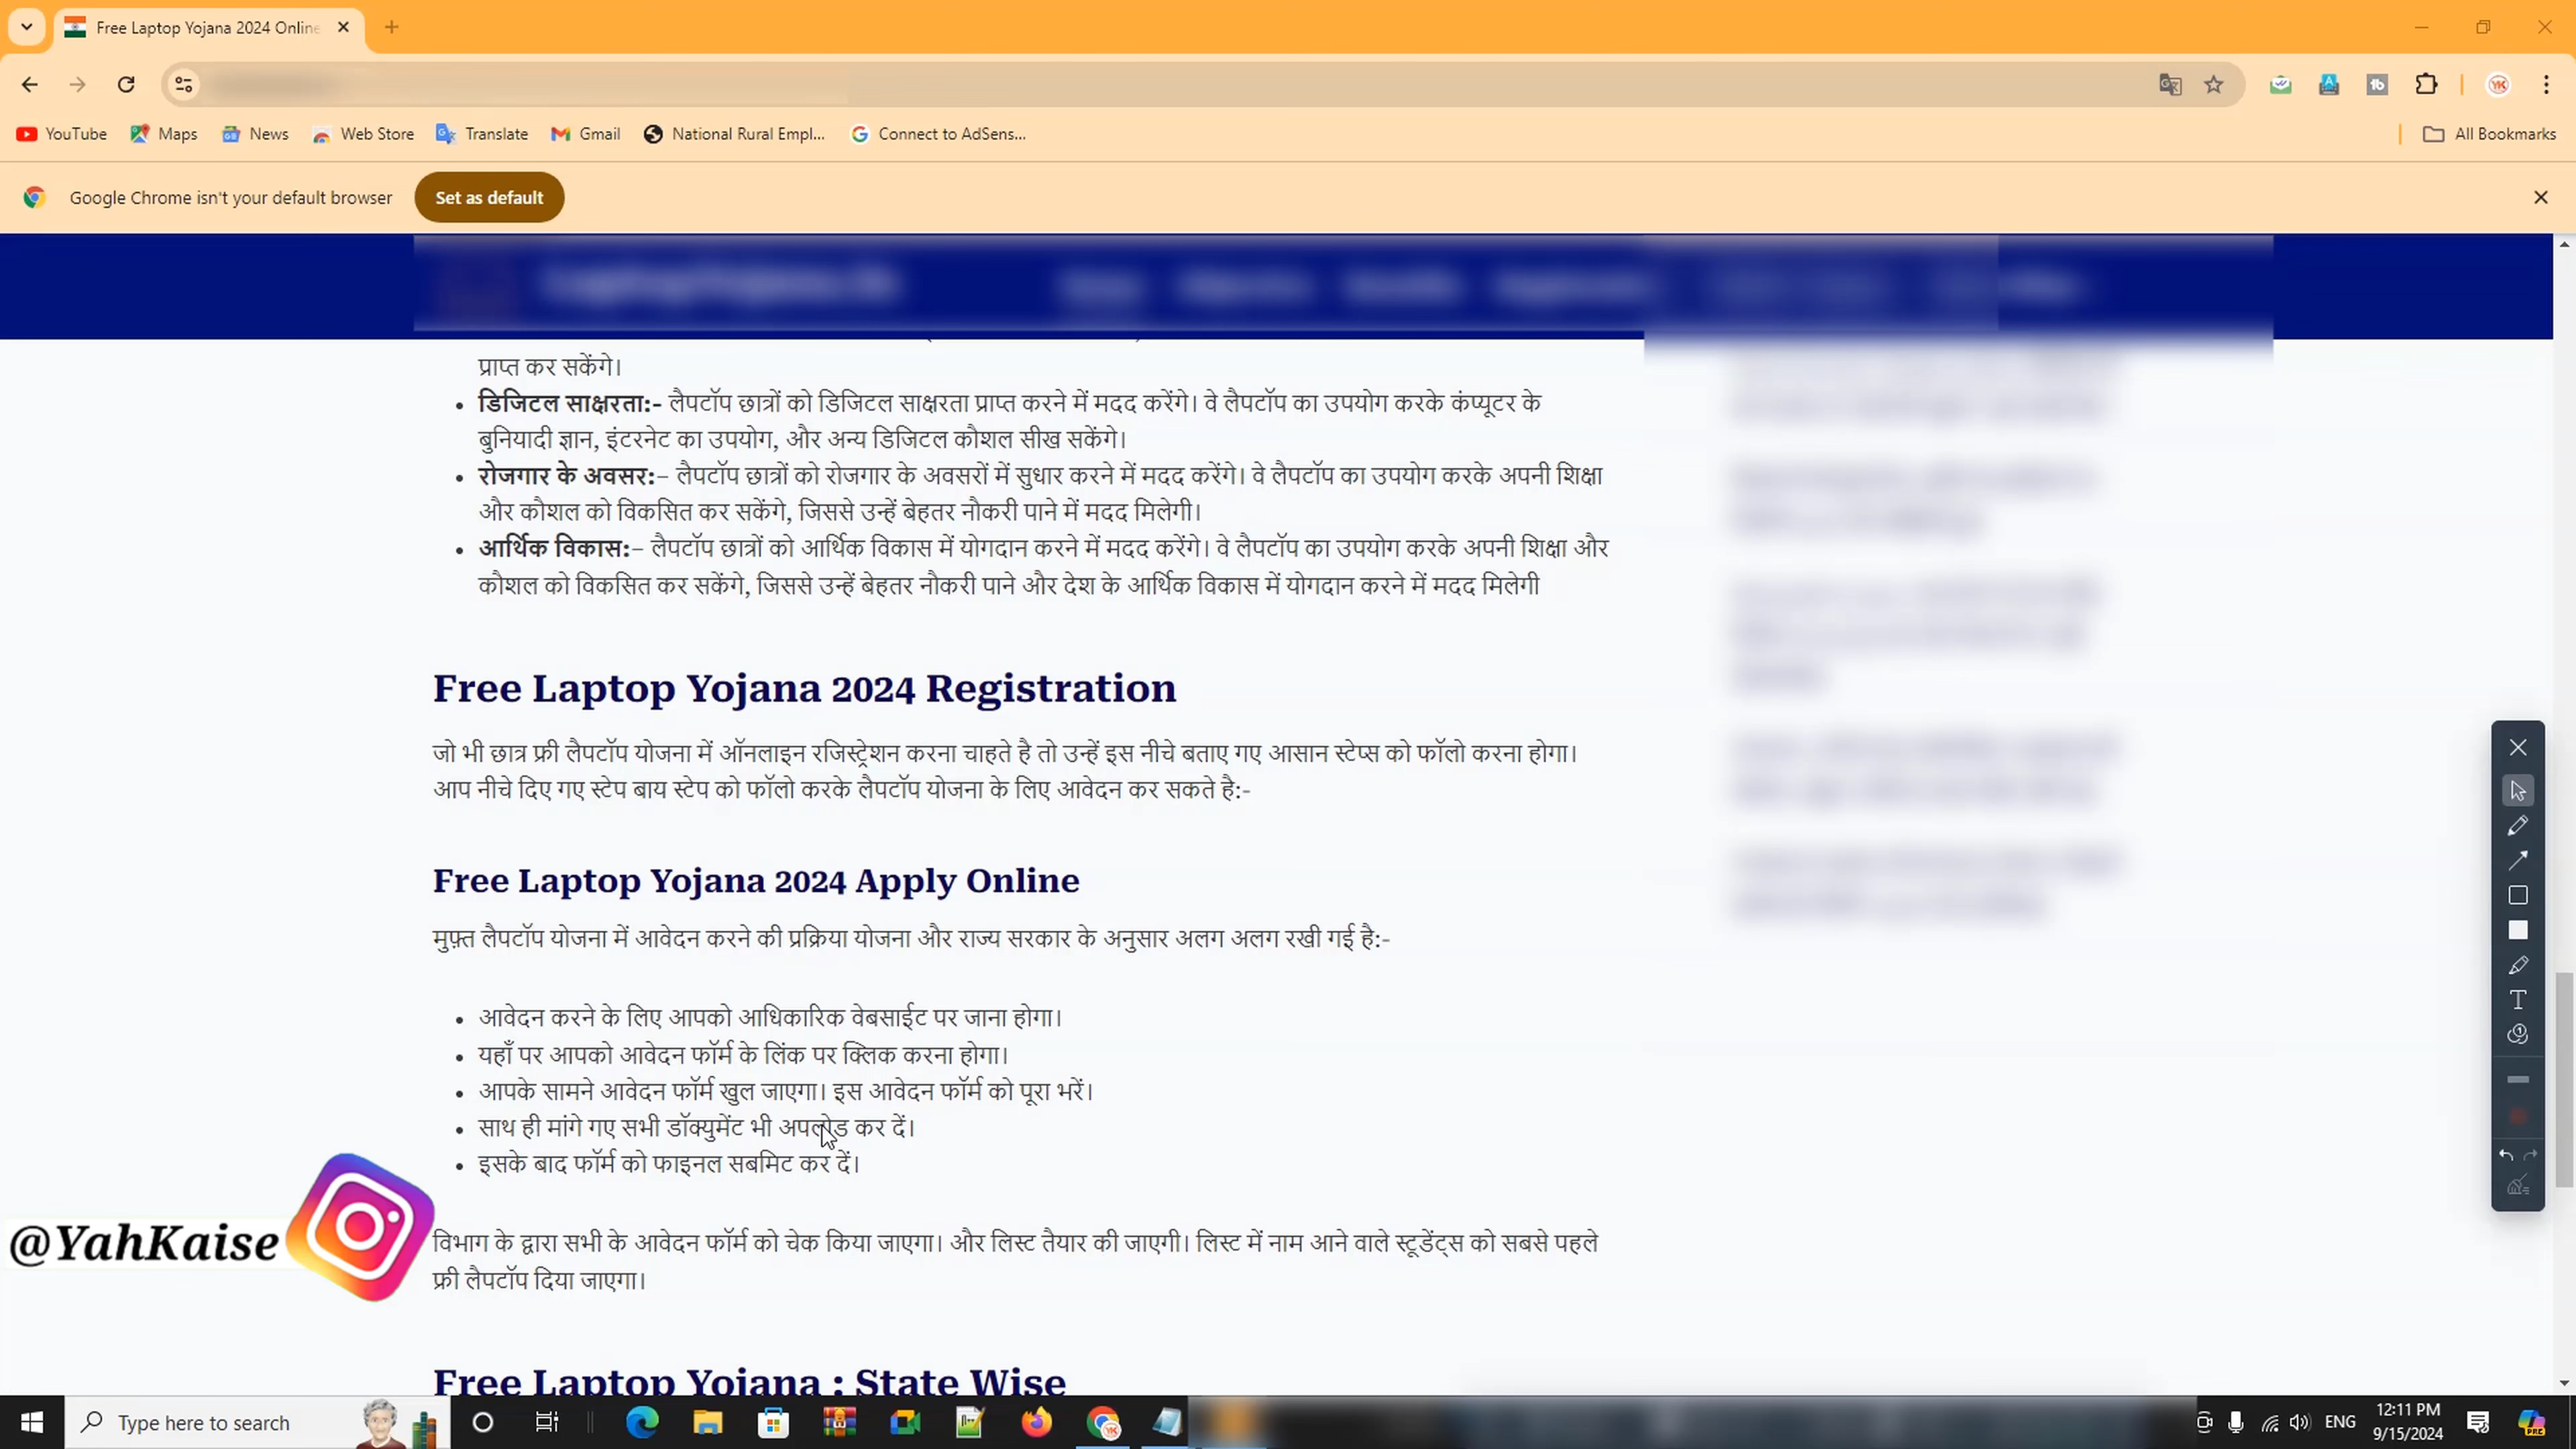 Free Laptop Yojana 2024 Online
YouTube Maps News Web Store Translate Gmail National Rural Empl... Connect to AdSens... All Bookmarks
Google Chrome isn't your default browser Set as default
प्राप्त कर सकेंगे।
• डिजिटल साक्षरता:- लैपटॉप छात्रों को डिजिटल साक्षरता प्राप्त करने में मदद करेंगे। वे लैपटॉप का उपयोग करके कंप्यूटर के
बुनियादी ज्ञान, इंटरनेट का उपयोग, और अन्य डिजिटल कौशल सीख सकेंगे।
• रोजगार के अवसर:– लैपटॉप छात्रों को रोजगार के अवसरों में सुधार करने में मदद करेंगे। वे लैपटॉप का उपयोग करके अपनी शिक्षा
और कौशल को विकसित कर सकेंगे, जिससे उन्हें बेहतर नौकरी पाने में मदद मिलेगी।
• आर्थिक विकास:– लैपटॉप छात्रों को आर्थिक विकास में योगदान करने में मदद करेंगे। वे लैपटॉप का उपयोग करके अपनी शिक्षा और
कौशल को विकसित कर सकेंगे, जिससे उन्हें बेहतर नौकरी पाने और देश के आर्थिक विकास में योगदान करने में मदद मिलेगी
Free Laptop Yojana 2024 Registration
जो भी छात्र फ्री लैपटॉप योजना में ऑनलाइन रजिस्ट्रेशन करना चाहते है तो उन्हें इस नीचे बताए गए आसान स्टेप्स को फॉलो करना होगा।
आप नीचे दिए गए स्टेप बाय स्टेप को फॉलो करके लैपटॉप योजना के लिए आवेदन कर सकते है:-
Free Laptop Yojana 2024 Apply Online
मुफ़्त लैपटॉप योजना में आवेदन करने की प्रक्रिया योजना और राज्य सरकार के अनुसार अलग अलग रखी गई है:-
• आवेदन करने के लिए आपको आधिकारिक वेबसाईट पर जाना होगा।
• यहाँ पर आपको आवेदन फॉर्म के लिंक पर क्लिक करना होगा।
• आपके सामने आवेदन फॉर्म खुल जाएगा। इस आवेदन फॉर्म को पूरा भरें।
• साथ ही मांगे गए सभी डॉक्युमेंट भी अपलोड कर दें।
• इसके बाद फॉर्म को फाइनल सबमिट कर दें।
@YahKaise
विभाग के द्वारा सभी के आवेदन फॉर्म को चेक किया जाएगा। और लिस्ट तैयार की जाएगी। लिस्ट में नाम आने वाले स्टूडेंट्स को सबसे पहले
फ्री लैपटॉप दिया जाएगा।
Free Laptop Yojana : State Wise
Type here to search
ENG
12:11 PM
9/15/2024